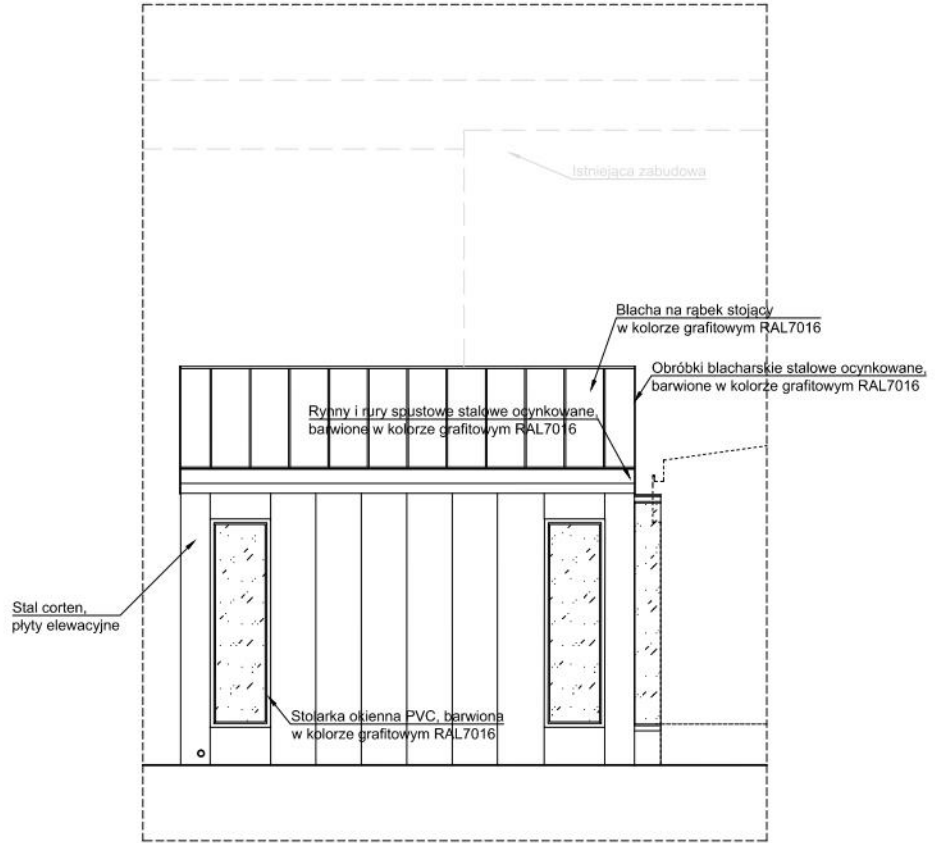 Istniejąca zabudowa
Blacha na rąbek stojący
w kolorze grafitowym RAL7016
Obróbki blacharskie stalowe ocynkowane,
barwione w kolorze grafitowym RAL7016
Rynny i rury spustowe stalowe ocynkowane,
barwione w kolorze grafitowym RAL7016
Stal corten,
płyty elewacyjne
Stolarka okienna PVC, barwiona
w kolorze grafitowym RAL7016